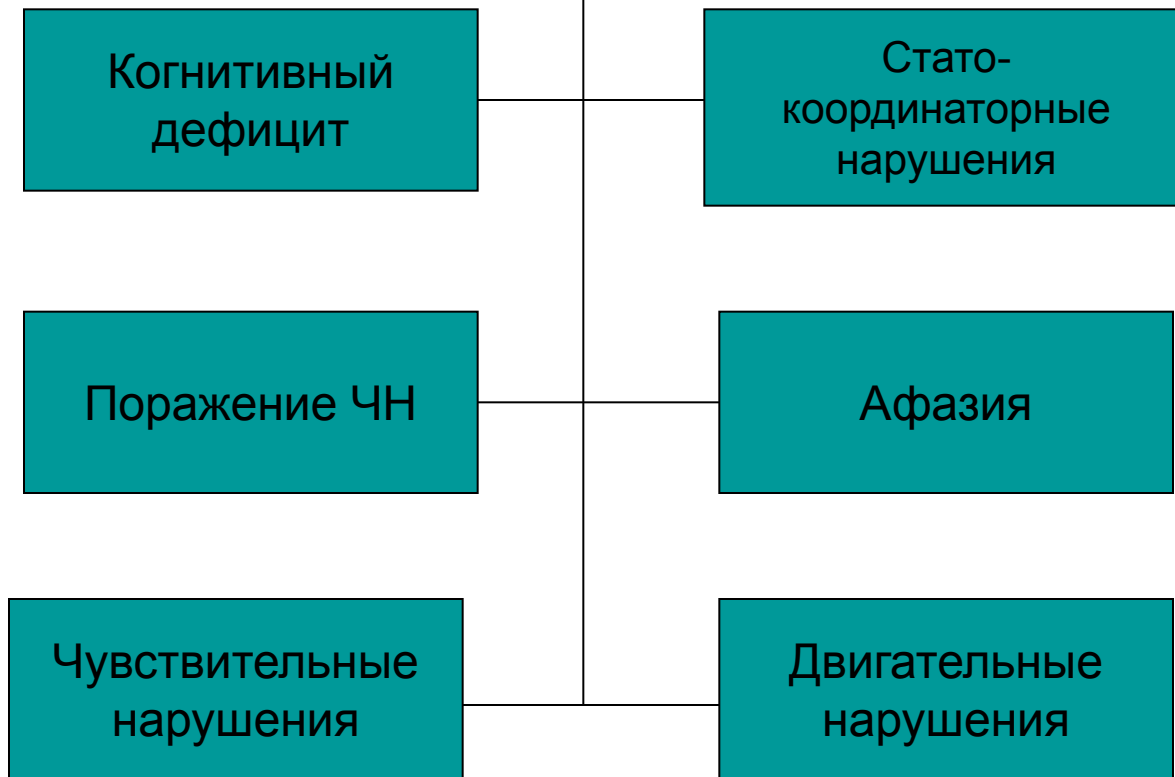 Когнитивный
дефицит
Стато-
координаторные
нарушения
Поражение ЧН
Афазия
Чувствительные
нарушения
Двигательные
нарушения